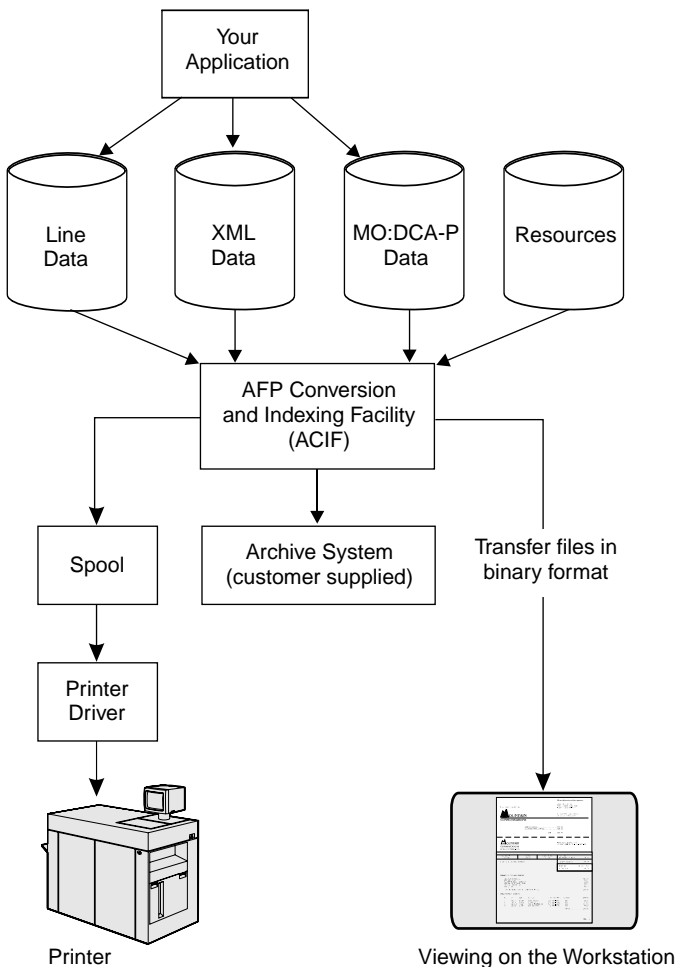 Your
Application
Line
Data
XML
Data
MO:DCA-P
Data
Resources
AFP Conversion
and Indexing Facility
(ACIF)
Spool
Archive System
(customer supplied)
Transfer files in
binary format
Printer
Driver
Printer
Viewing on the Workstation